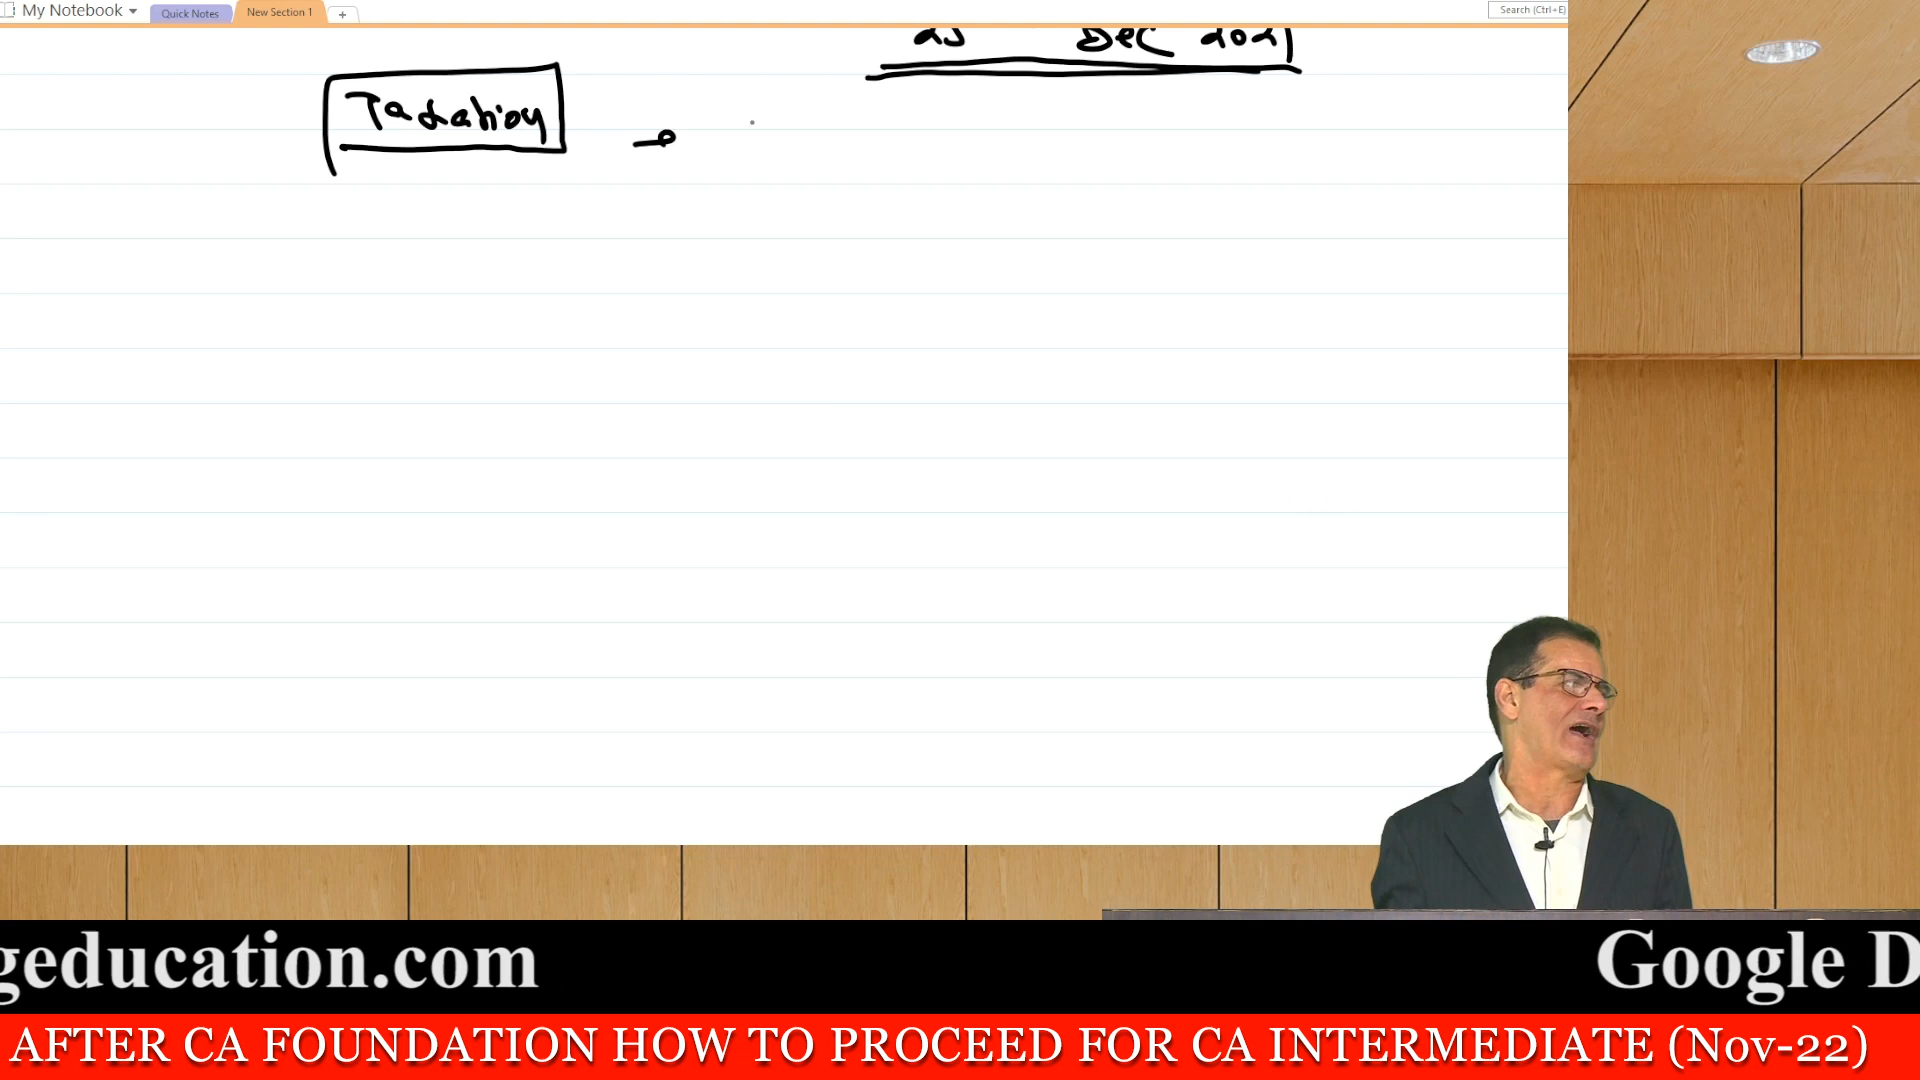 My Notebook
Quick Notes
New Section 1
+
Search (Ctrl+E)
Dec 2021
Taxation
geducation.com
Google D
AFTER CA FOUNDATION HOW TO PROCEED FOR CA INTERMEDIATE (Nov-22)